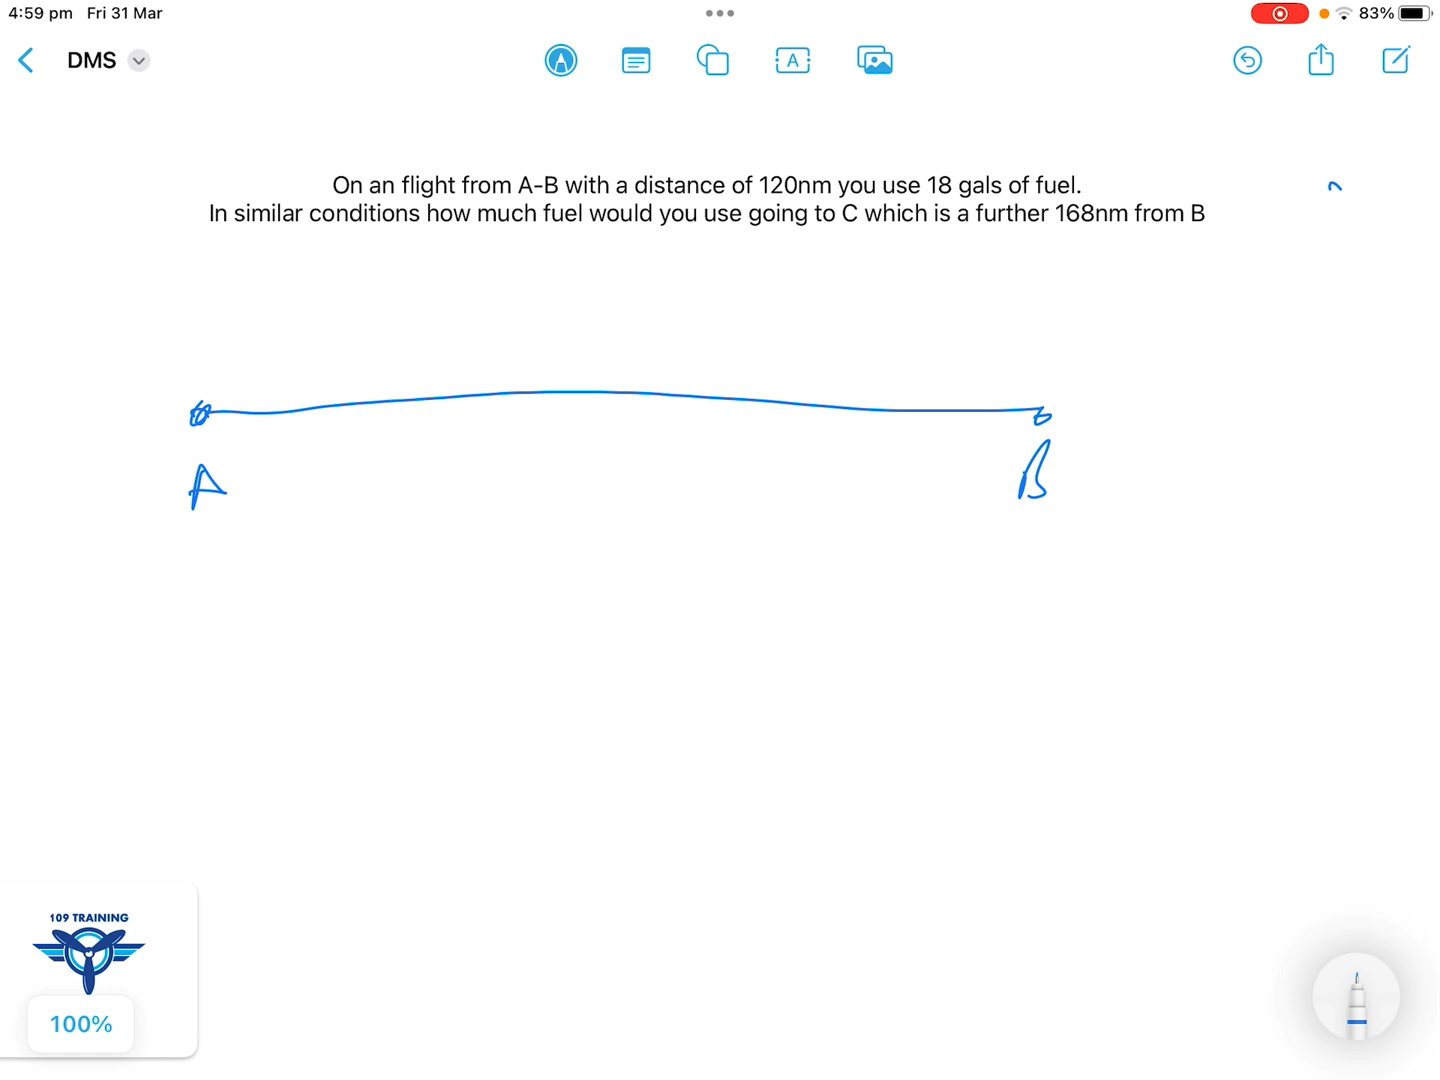 4:59 pm Fri 31 Mar
83%
DMS
A
On an flight from A-B with a distance of 120nm you use 18 gals of fuel.
In similar conditions how much fuel would you use going to C which is a further 168nm from B
A
B
109 TRAINING
100%